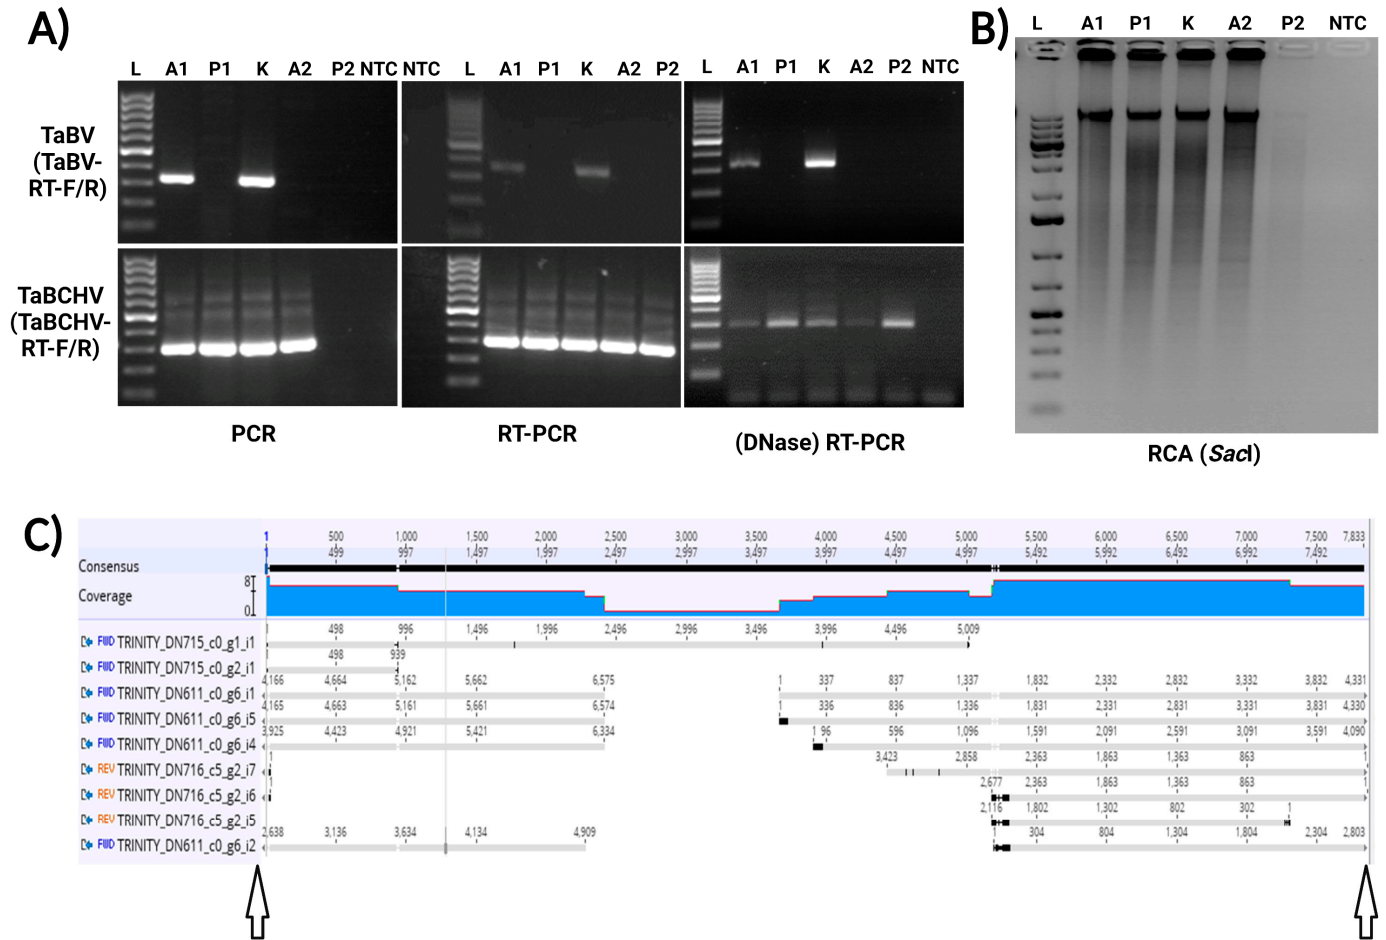 A)
L A1 P1 K A2 P2 NTC NTC L A1 P1 K A2 P2 L A1 P1 K A2 P2 NTC
TaBV
(TaBV-
RT-F/R)
TaBCHV
(TaBCHV-
RT-F/R)
PCR RT-PCR (DNase) RT-PCR
B)
L A1 P1 K A2 P2 NTC
RCA (SacI)
C)
1 500 1,000 1,500 2,000 2,500 3,000 3,500 4,000 4,500 5,000 5,500 6,000 6,500 7,000 7,500 7,833
1 499 997 1,497 1,997 2,497 2,997 3,497 3,997 4,497 4,997 5,492 5,992 6,492 6,992 7,492
Consensus
8
Coverage
0
1 498 996 1,496 1,996 2,496 2,996 3,496 3,996 4,496 5,009
FWD TRINITY_DN715_c0_g1_i1
1 498 939
FWD TRINITY_DN715_c0_g2_i1
4,166 4,664 5,162 5,662 6,575 1 337 837 1,337 1,832 2,332 2,832 3,332 3,832 4,331
FWD TRINITY_DN611_c0_g6_i1
4,165 4,663 5,161 5,661 6,574 1 336 836 1,336 1,831 2,331 2,831 3,331 3,831 4,330
FWD TRINITY_DN611_c0_g6_i5
3,925 4,423 4,921 5,421 6,334 1 96 596 1,096 1,591 2,091 2,591 3,091 3,591 4,090
FWD TRINITY_DN611_c0_g6_i4
1 3,423 2,858 2,363 1,863 1,363 863 1
REV TRINITY_DN716_c5_g2_i7
1 2,677 2,363 1,863 1,363 863 1
REV TRINITY_DN716_c5_g2_i6
2,116 1,802 1,302 802 302 1
REV TRINITY_DN716_c5_g2_i5
2,638 3,136 3,634 4,134 4,909 1 304 804 1,304 1,804 2,304 2,803
FWD TRINITY_DN611_c0_g6_i2